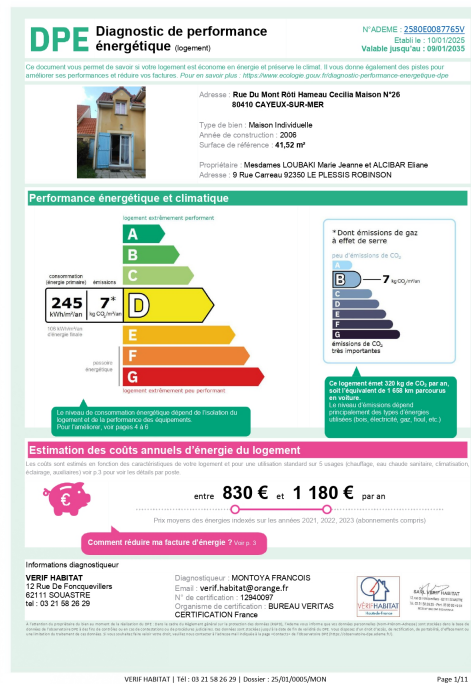 DPE Diagnostic de performance
énergétique (logement)
N°ADEME : 2580E0087765V
Etabli le : 10/01/2025
Valable jusqu'au : 09/01/2035
Ce document vous permet de savoir si votre logement est économe en énergie et préserve le climat. Il vous donne également des pistes pour
améliorer ses performances et réduire vos factures. Pour en savoir plus : https://www.ecologie.gouv.fr/diagnostic-performance-energetique-dpe
Adresse : Rue Du Mont Rôti Hameau Cecilia Maison N°26
80410 CAYEUX-SUR-MER
Type de bien : Maison Individuelle
Année de construction : 2006
Surface de référence : 41,52 m²
Propriétaire : Mesdames LOUBAKI Marie Jeanne et ALCIBAR Eliane
Adresse : 9 Rue Carreau 92350 LE PLESSIS ROBINSON
Performance énergétique et climatique
logement extrêmement performant
A
B
C
consommation
(énergie primaire)
émissions
245
kWh/m²/an
7*
kg CO₂/m²/an
D
108 kWh/m²/an
d'énergie finale
E
passoire
énergétique
F
G
logement extrêmement peu performant
Le niveau de consommation énergétique dépend de l'isolation du
logement et de la performance des équipements.
Pour l'améliorer, voir pages 4 à 6
*Dont émissions de gaz
à effet de serre
peu d'émissions de CO₂
A
B
7 kg CO₂/m²/an
C
D
E
F
G
émissions de CO₂
très importantes
Ce logement émet 320 kg de CO₂ par an,
soit l'équivalent de 1 658 km parcourus
en voiture.
Le niveau d'émissions dépend
principalement des types d'énergies
utilisées (bois, électricité, gaz, fioul, etc.)
Estimation des coûts annuels d'énergie du logement
Les coûts sont estimés en fonction des caractéristiques de votre logement et pour une utilisation standard sur 5 usages (chauffage, eau chaude sanitaire, climatisation,
éclairage, auxiliaires) voir p.3 pour voir les détails par poste.
€
entre 830 € et 1 180 € par an
Prix moyens des énergies indexés sur les années 2021, 2022, 2023 (abonnements compris)
Comment réduire ma facture d'énergie ? Voir p. 3
Informations diagnostiqueur
VERIF HABITAT
12 Rue De Foncquevillers
62111 SOUASTRE
tel : 03 21 58 26 29
Diagnostiqueur : MONTOYA FRANCOIS
Email : verif.habitat@orange.fr
N° de certification : 12940097
Organisme de certification : BUREAU VERITAS
CERTIFICATION France
VÉRIFHABITAT
VERIF HABITAT | Tél : 03 21 58 26 29 | Dossier : 25/01/0005/MON
Page 1/11